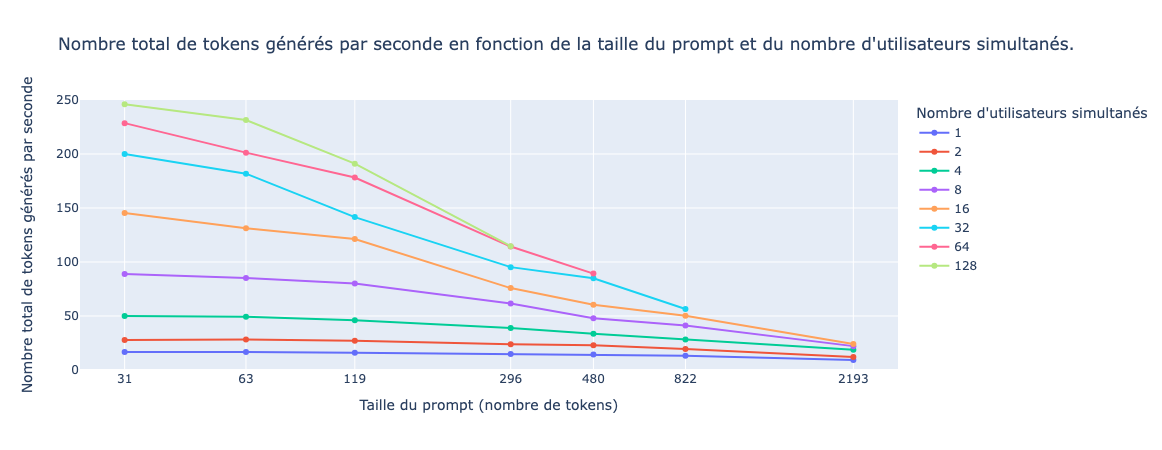 Nombre total de tokens générés par seconde en fonction de la taille du prompt et du nombre d'utilisateurs simultanés.
Nombre total de tokens générés par seconde
250
200
150
100
50
0
31 63 119 296 480 822 2193
Taille du prompt (nombre de tokens)
Nombre d'utilisateurs simultanés
1
2
4
8
16
32
64
128